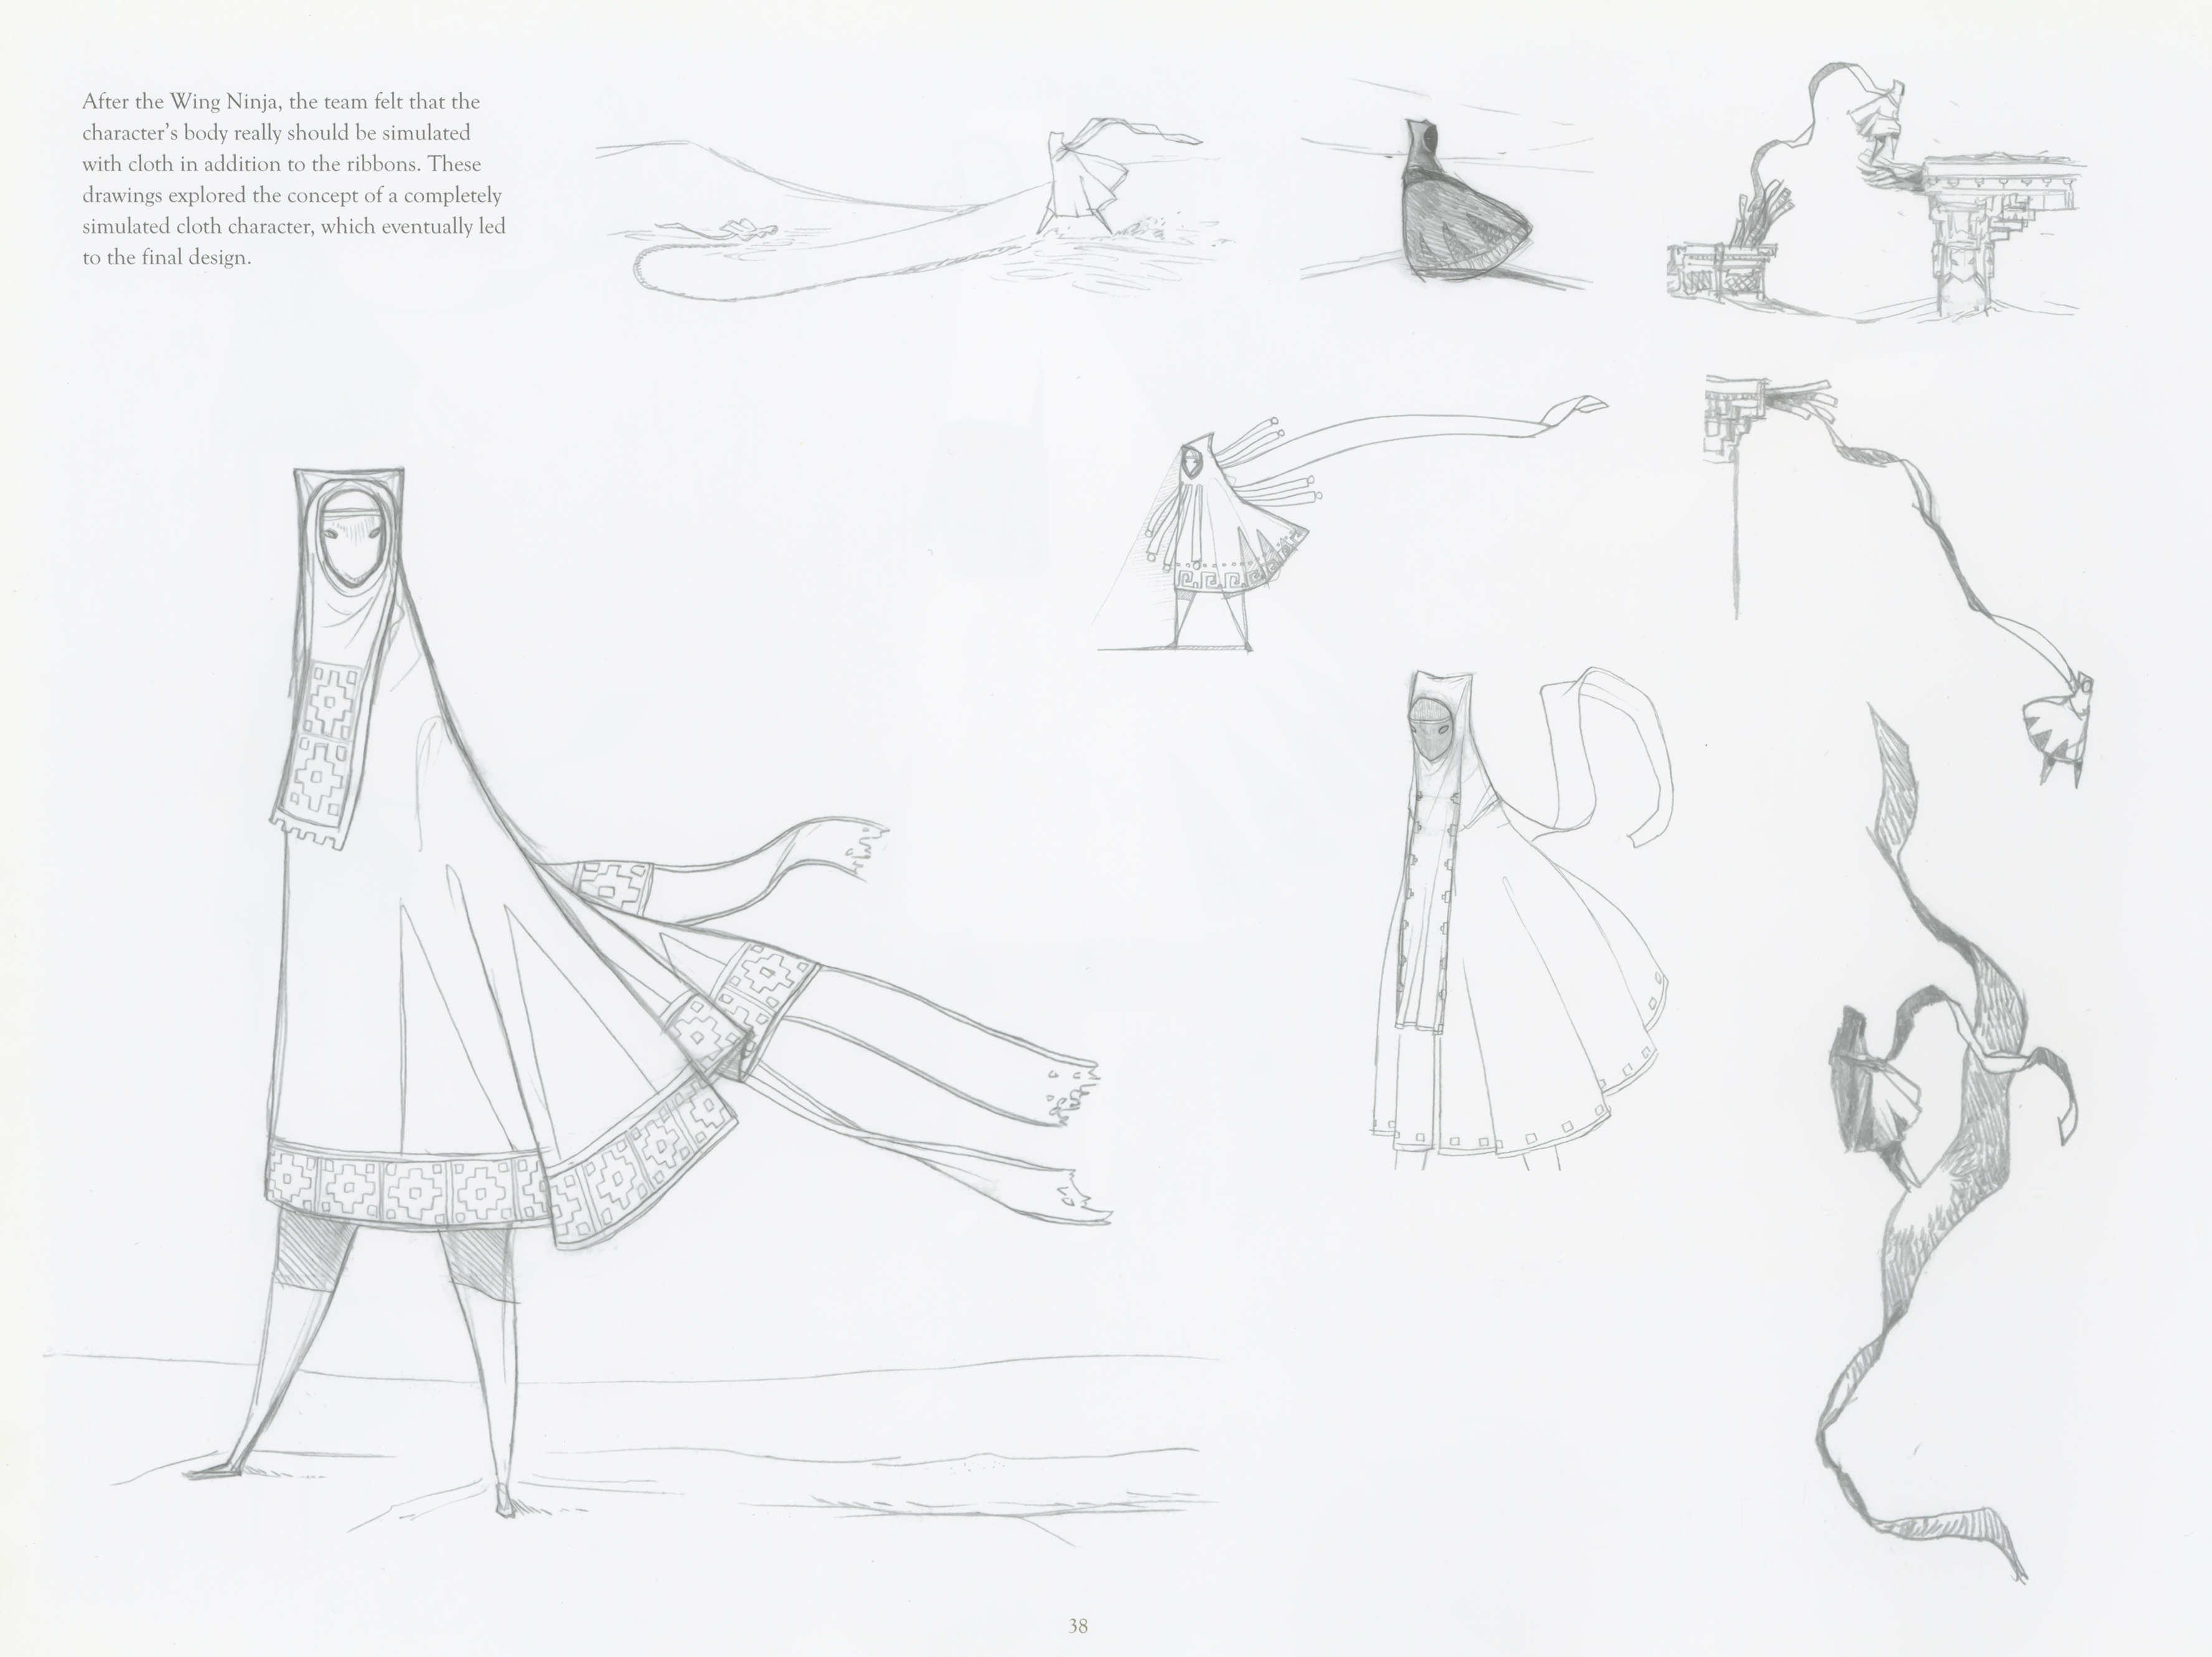 After the Wing Ninja, the team felt that the
character’s body really should be simulated
with cloth in addition to the ribbons. These
drawings explored the concept of a completely
simulated cloth character, which eventually led
to the final design.
38